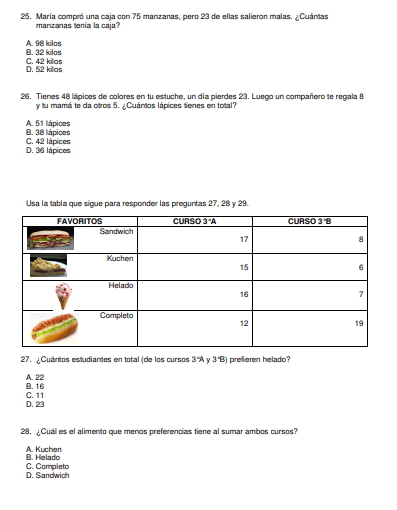 25. María compró una caja con 75 manzanas, pero 23 de ellas salieron malas. ¿Cuántas
manzanas tenía la caja?
A. 98 kilos
B. 32 kilos
C. 42 kilos
D. 52 kilos
26. Tienes 48 lápices de colores en tu estuche, un día pierdes 23. Luego un compañero te regala 8
y tu mamá te da otros 5. ¿Cuántos lápices tienes en total?
A. 51 lápices
B. 38 lápices
C. 42 lápices
D. 36 lápices
Usa la tabla que sigue para responder las preguntas 27, 28 y 29.
FAVORITOS CURSO 3°A CURSO 3°B
Sandwich 17 8
Kuchen 15 6
Helado 16 7
Completo 12 19
27. ¿Cuántos estudiantes en total (de los cursos 3°A y 3°B) prefieren helado?
A. 22
B. 16
C. 11
D. 23
28. ¿Cuál es el alimento que menos preferencias tiene al sumar ambos cursos?
A. Kuchen
B. Helado
C. Completo
D. Sandwich